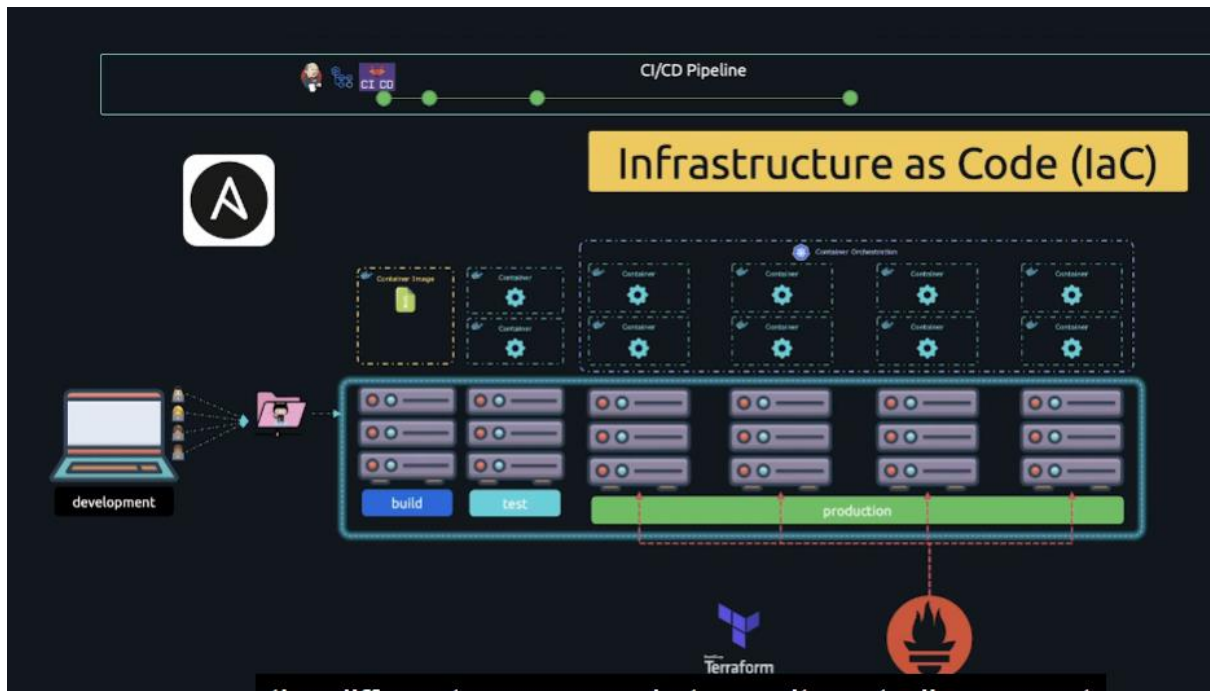 CI/CD Pipeline
CI CD
Infrastructure as Code (IaC)
Container Orchestration
Container Image
Container
Container
Container
Container
Container
Container
Container
Container
Container
Container
development
build
test
production
HashiCorp
Terraform